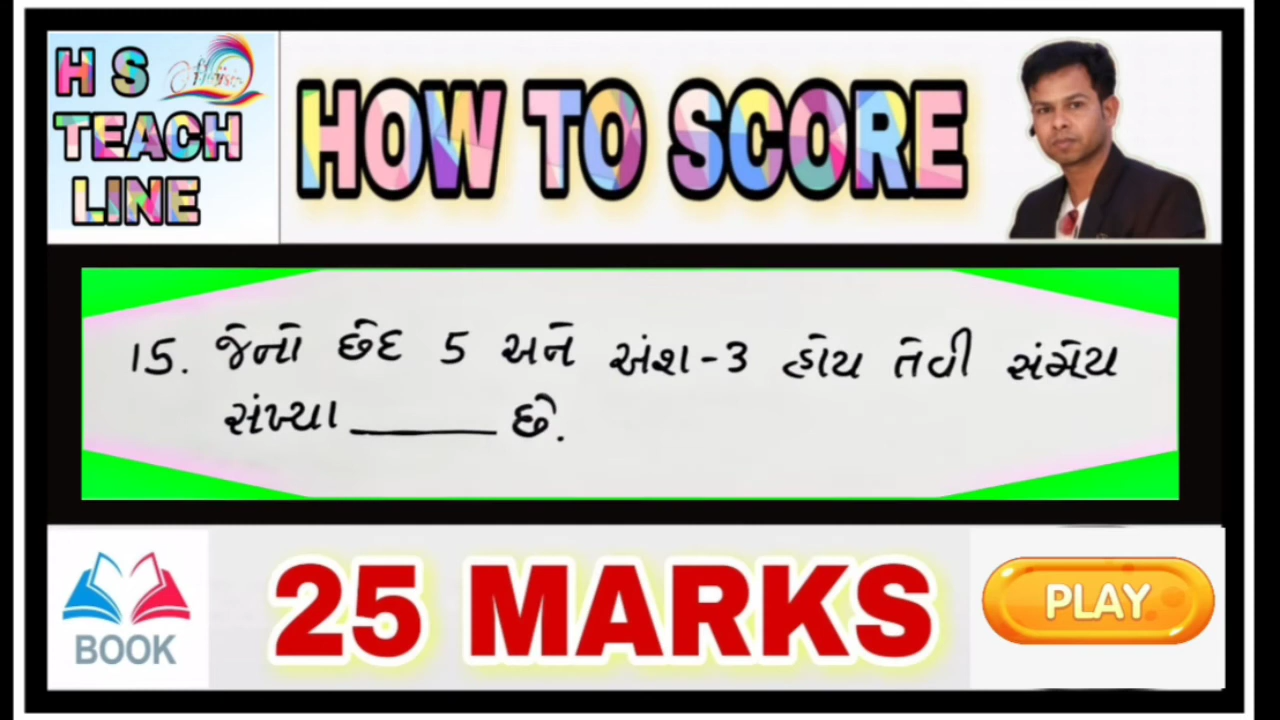 H S
TEACH
LINE
HOW TO SCORE
15. જેનો છેદ 5 અને અંશ -3 હોય તેવી સંમેય
સંખ્યા ______ છે.
BOOK
25 MARKS
PLAY